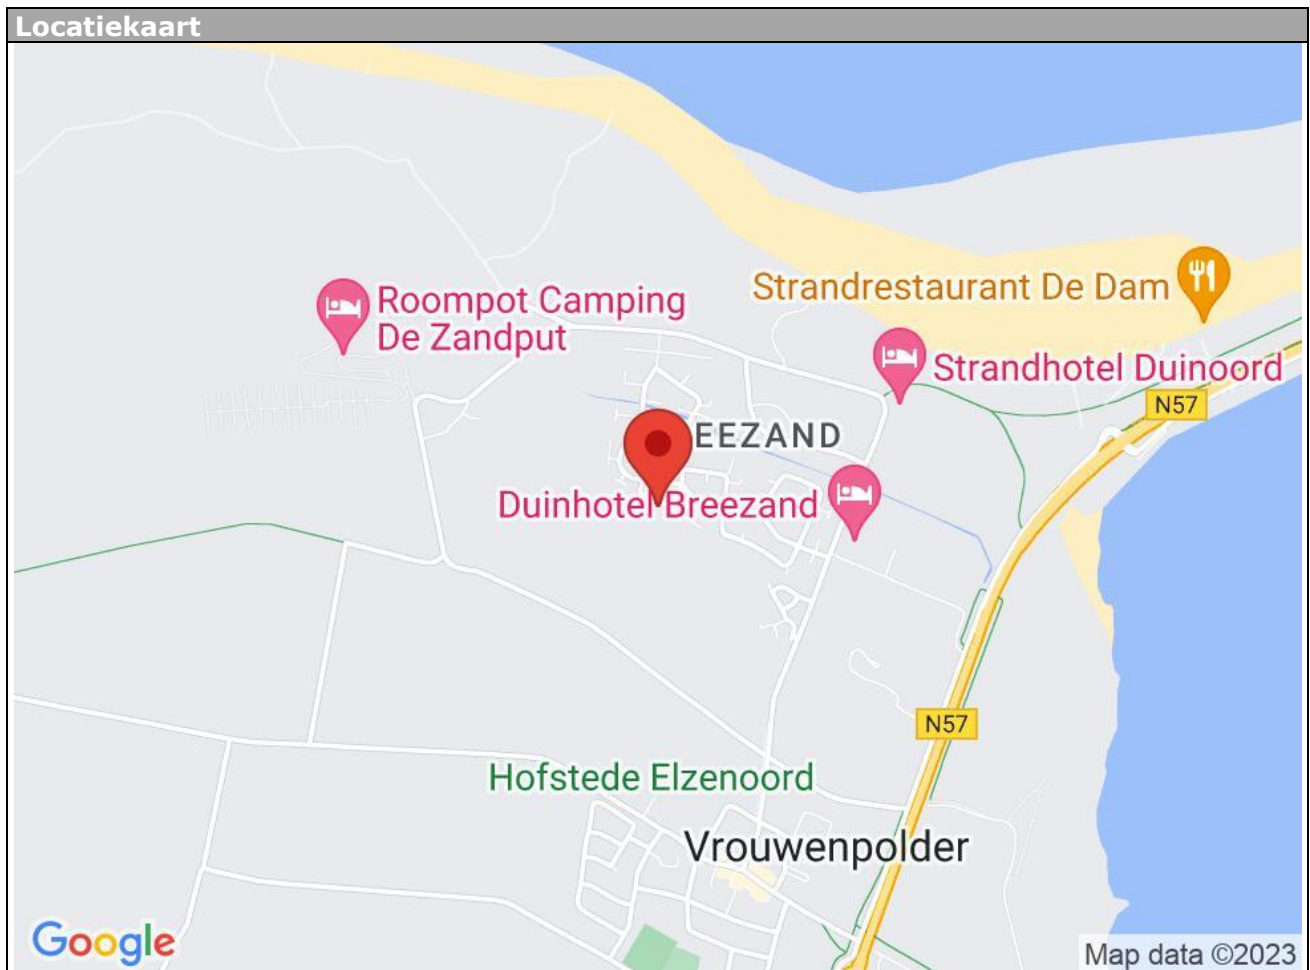 Locatiekaart
Strandrestaurant De Dam
Roompot Camping
De Zandput
Strandhotel Duinoord
N57
EEZAND
Duinhotel Breezand
N57
Hofstede Elzenoord
Vrouwenpolder
Google
Map data ©2023